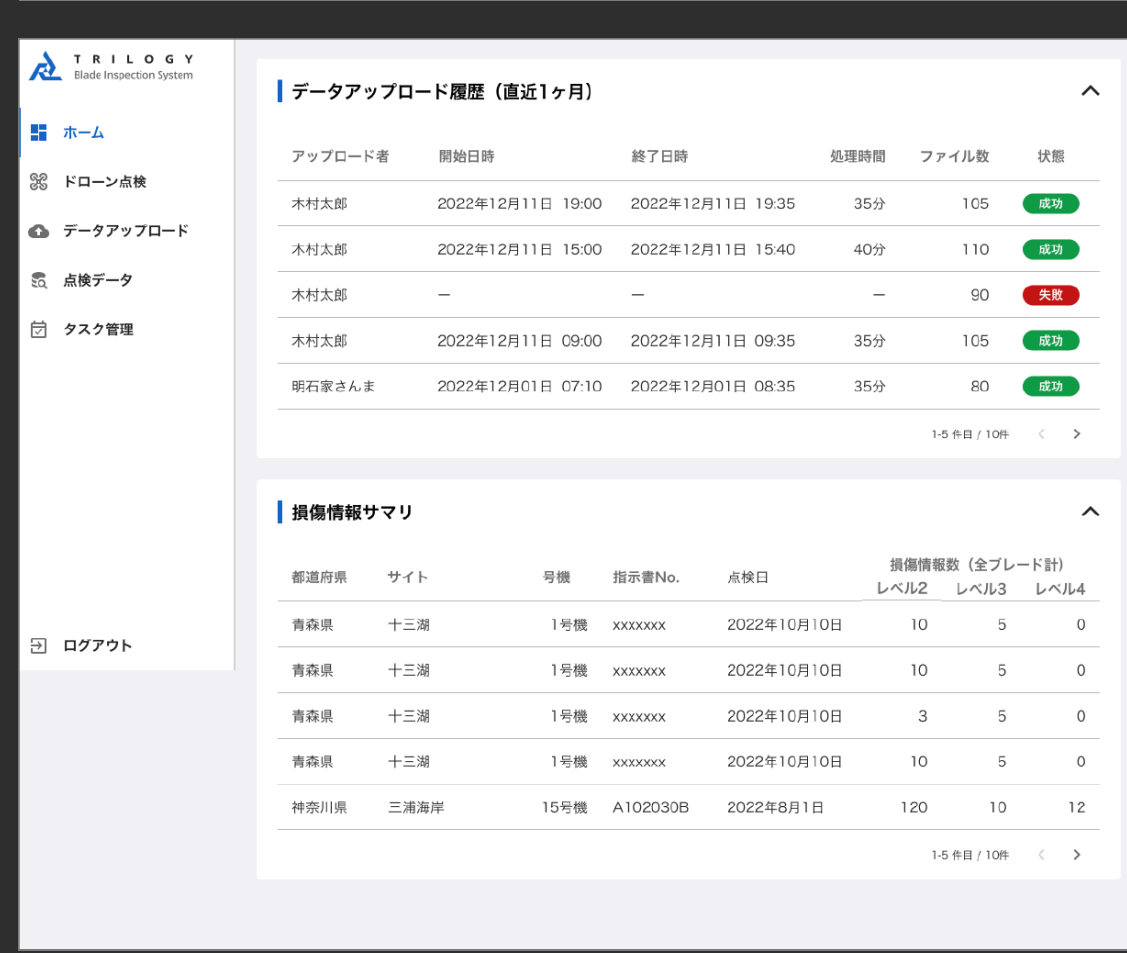 T R I L O G Y
Blade Inspection System
ホーム
ドローン点検
データアップロード
点検データ
タスク管理
ログアウト
データアップロード履歴（直近1ヶ月）
アップロード者 開始日時 終了日時 処理時間 ファイル数 状態
木村太郎 2022年12月11日 19:00 2022年12月11日 19:35 35分 105 成功
木村太郎 2022年12月11日 15:00 2022年12月11日 15:40 40分 110 成功
木村太郎 ー ー ー 90 失敗
木村太郎 2022年12月11日 09:00 2022年12月11日 09:35 35分 105 成功
明石家さんま 2022年12月01日 07:10 2022年12月01日 08:35 35分 80 成功
1-5 件目 / 10件
損傷情報サマリ
損傷情報数（全ブレード計）
都道府県 サイト 号機 指示書No. 点検日 レベル2 レベル3 レベル4
青森県 十三湖 1号機 xxxxxxx 2022年10月10日 10 5 0
青森県 十三湖 1号機 xxxxxxx 2022年10月10日 10 5 0
青森県 十三湖 1号機 xxxxxxx 2022年10月10日 3 5 0
青森県 十三湖 1号機 xxxxxxx 2022年10月10日 10 5 0
神奈川県 三浦海岸 15号機 A102030B 2022年8月1日 120 10 12
1-5 件目 / 10件